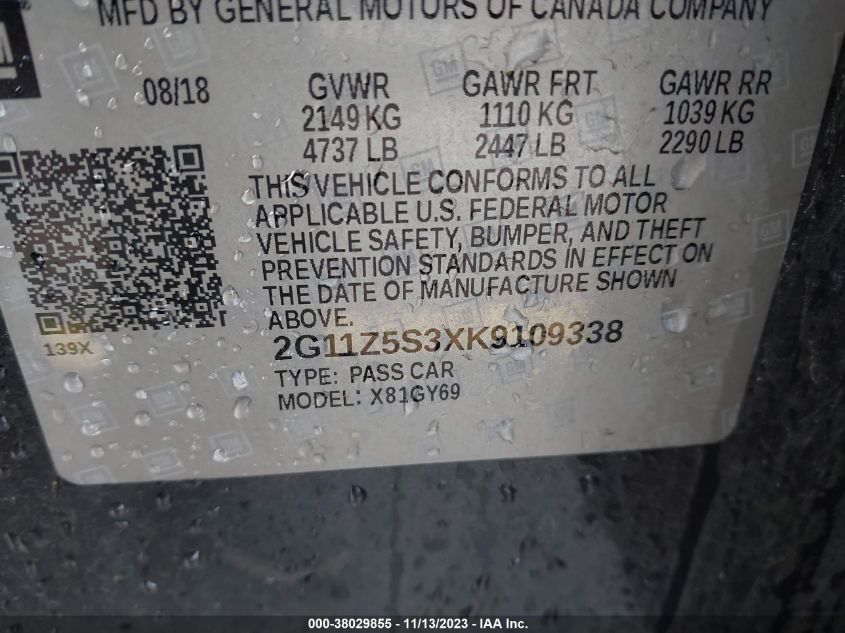 MFD BY GENERAL MOTORS OF CANADA COMPANY
GM
08/18 GVWR GAWR FRT GAWR RR
2149 KG 1110 KG 1039 KG
4737 LB 2447 LB 2290 LB
THIS VEHICLE CONFORMS TO ALL
APPLICABLE U.S. FEDERAL MOTOR
VEHICLE SAFETY, BUMPER, AND THEFT
PREVENTION STANDARDS IN EFFECT ON
THE DATE OF MANUFACTURE SHOWN
ABOVE.
139X
2G11Z5S3XK9109338
TYPE: PASS CAR
MODEL: X81GY69
000-38029855 - 11/13/2023 - IAA Inc.